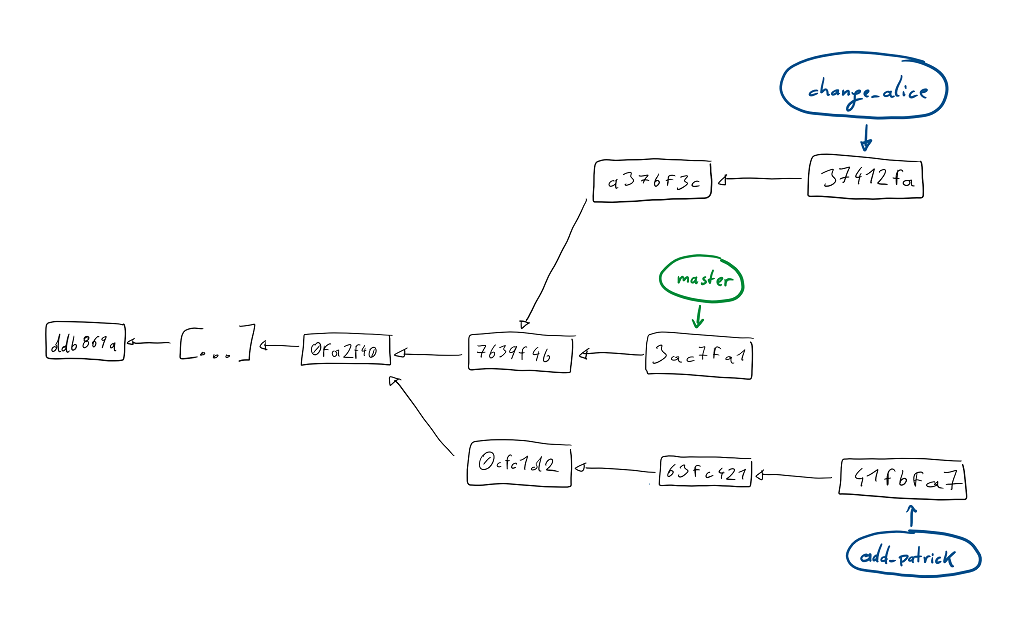 change_alice
a376f3c
37412fa
master
ddb869a
[...]
0fa2f40
7639f46
3ac7fa1
0cfc1d2
63fc421
41fbfa7
add_patrick